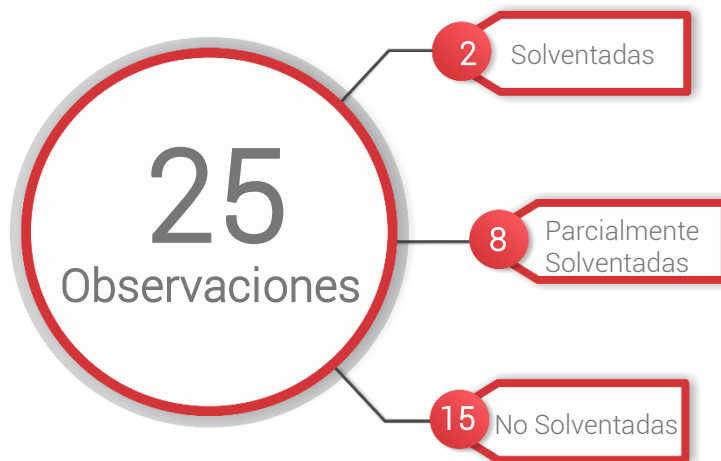 25
Observaciones
2
Solventadas
8
Parcialmente
Solventadas
15
No Solventadas